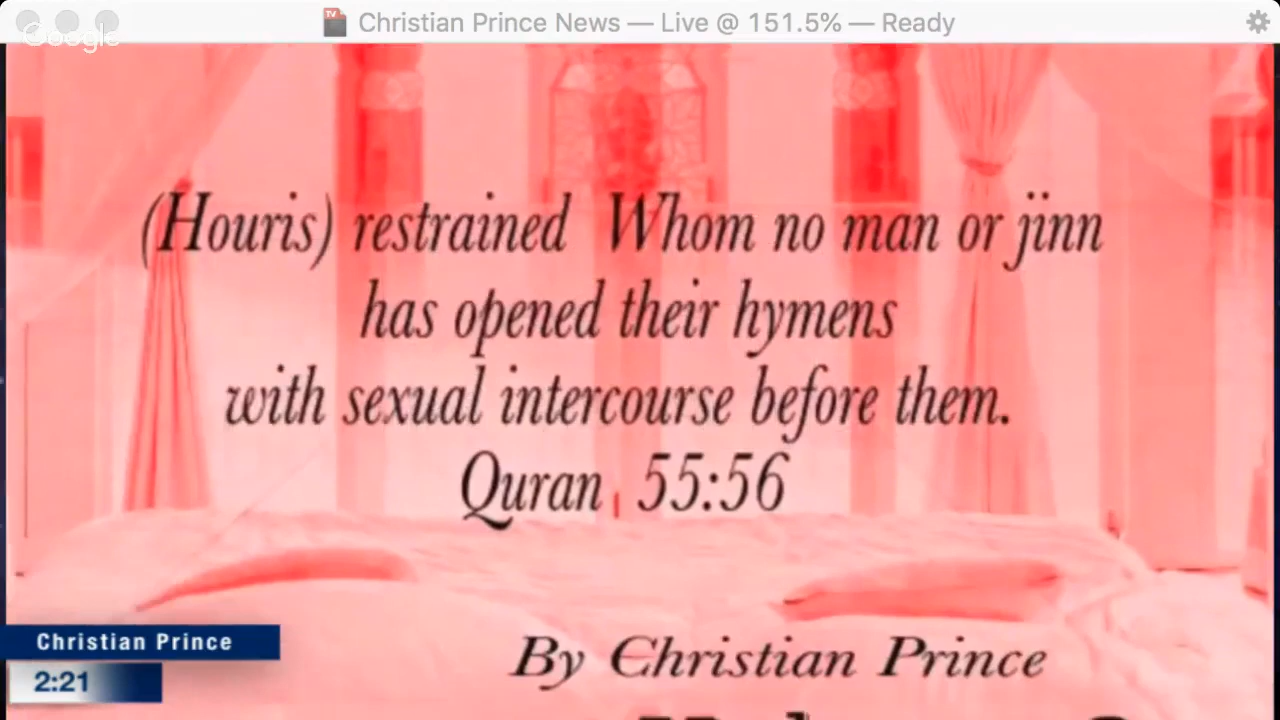 Christian Prince News — Live @ 151.5% — Ready
Google
(Houris) restrained Whom no man or jinn
has opened their hymens
with sexual intercourse before them.
Quran 55:56
Christian Prince
2:21
By Christian Prince